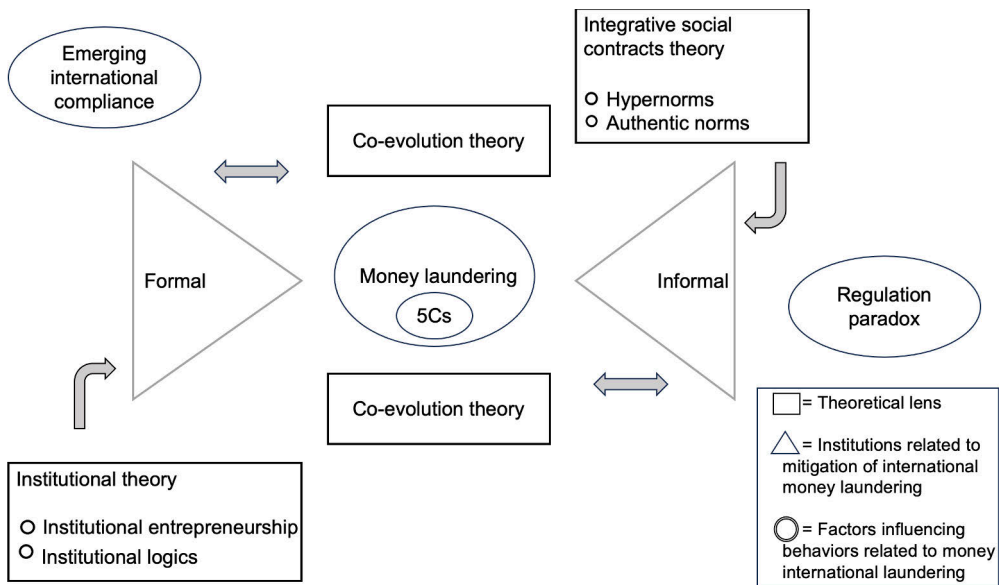 Emerging
international
compliance
Integrative social
contracts theory
Hypernorms
Authentic norms
Co-evolution theory
Formal
Money laundering
5Cs
Informal
Regulation
paradox
Co-evolution theory
Institutional theory
Institutional entrepreneurship
Institutional logics
= Theoretical lens
= Institutions related to
mitigation of international
money laundering
= Factors influencing
behaviors related to money
international laundering